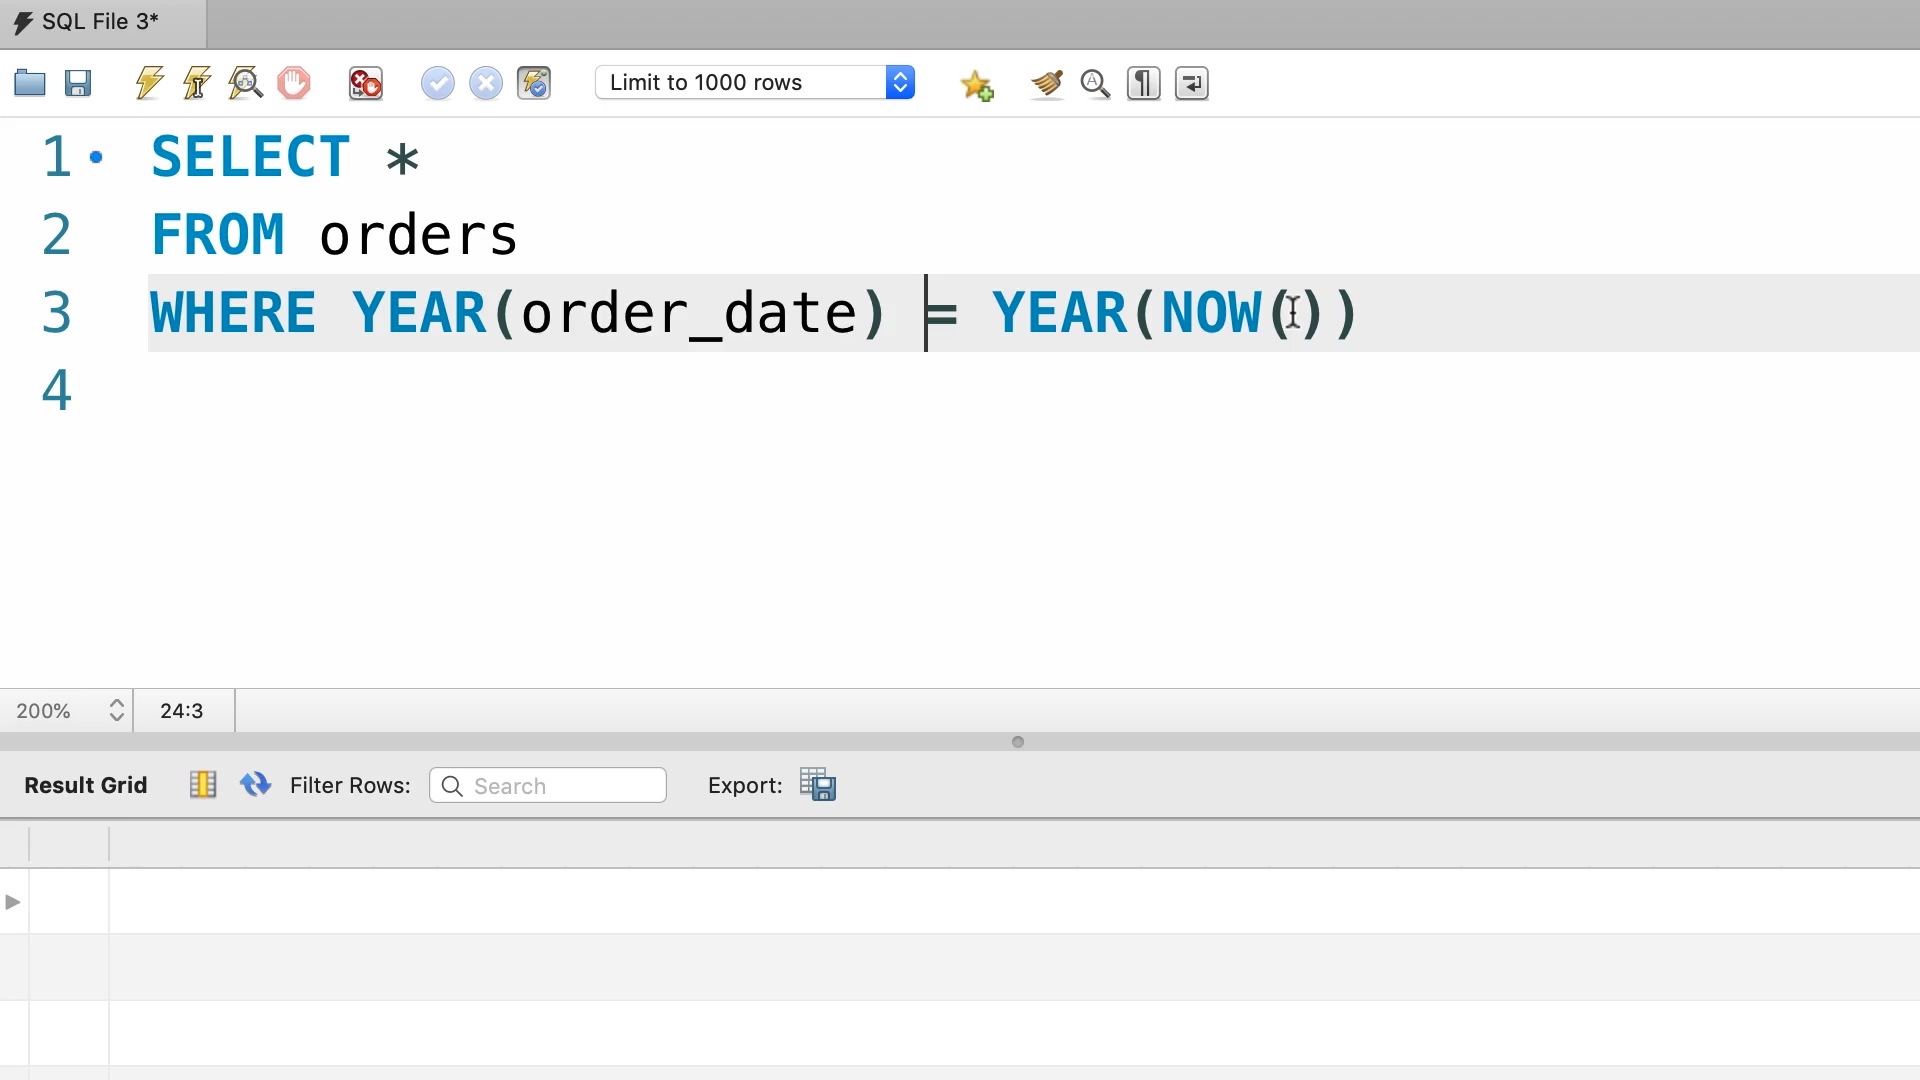 SQL File 3*
Limit to 1000 rows
1 SELECT *
2 FROM orders
3 WHERE YEAR(order_date) = YEAR(NOW())
4
200% 24:3
Result Grid Filter Rows: Search Export: